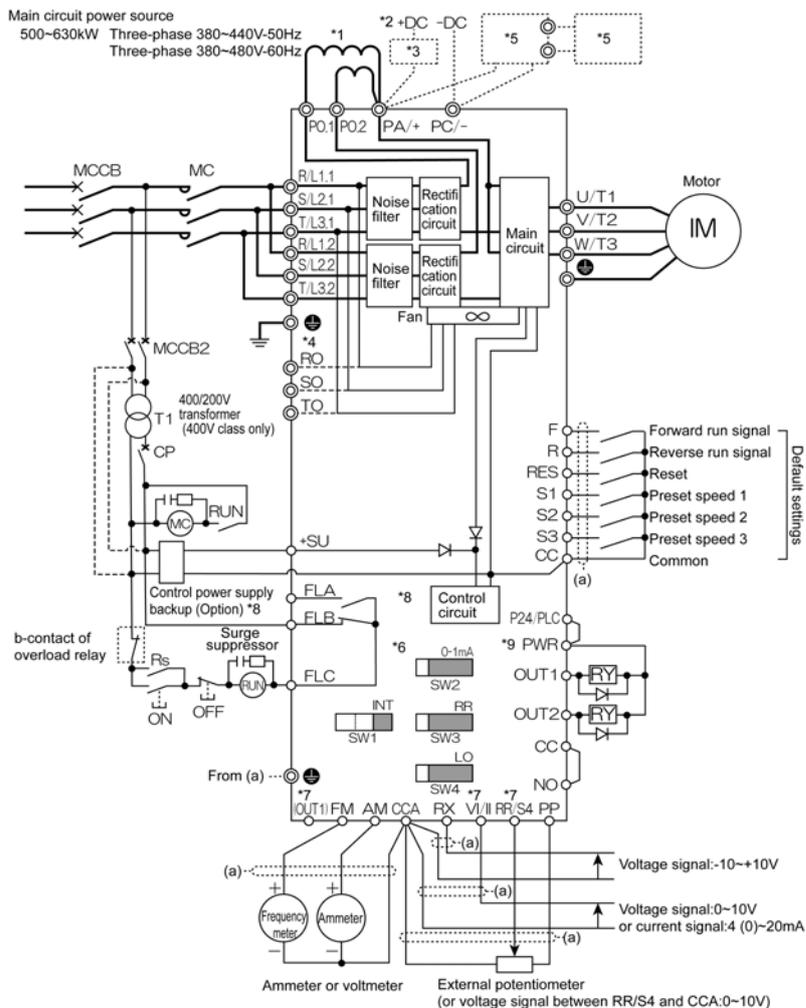 Main circuit power source
500~630kW Three-phase 380~440V-50Hz
Three-phase 380~480V-60Hz
*1
*2 +DC -DC
*3
*5
*5
PO.1 PO.2 PA/+ PC/-
MCCB
MC
R/L1.1
S/L2.1
T/L3.1
R/L1.2
S/L2.2
T/L3.2
Noise
filter
Rectifi
cation
circuit
Noise
filter
Rectifi
cation
circuit
Main
circuit
Fan
U/T1
V/T2
W/T3
Motor
IM
*4
RO
SO
TO
MCCB2
T1
400/200V
transformer
(400V class only)
CP
RUN
MC
+SU
Control power supply
backup (Option) *8
FLA
FLB
FLC
*8
Control
circuit
b-contact of
overload relay
Surge
suppressor
Rs
ON
OFF
RUN
F
R
RES
S1
S2
S3
CC
Forward run signal
Reverse run signal
Reset
Preset speed 1
Preset speed 2
Preset speed 3
Common
Default settings
(a)
P24/PLC
*9 PWR
OUT1
RY
OUT2
RY
CC
NO
*6
0-1mA
SW2
INT
SW1
RR
SW3
LO
SW4
From (a)
*7
(OUT1) FM AM CCA RX
*7
VI/II
*7
RR/S4 PP
(a)
(a)
(a)
(a)
Voltage signal:-10~+10V
Voltage signal:0~10V
or current signal:4 (0)~20mA
+
Frequency
meter
−
+
Ammeter
−
Ammeter or voltmeter
External potentiometer
(or voltage signal between RR/S4 and CCA:0~10V)